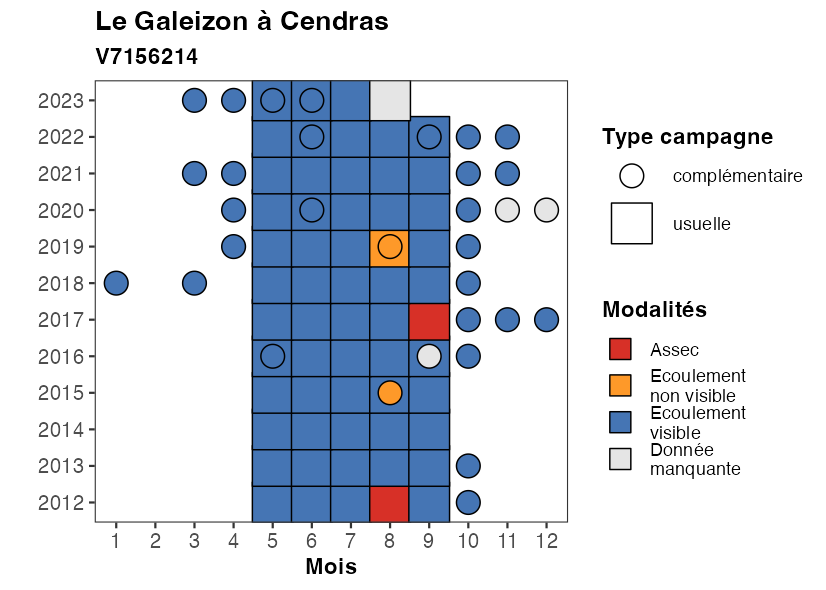 Le Galeizon à Cendras
V7156214
2023
2022
2021
2020
2019
2018
2017
2016
2015
2014
2013
2012
1 2 3 4 5 6 7 8 9 10 11 12
Mois
Type campagne
complémentaire
usuelle
Modalités
Assec
Ecoulement
non visible
Ecoulement
visible
Donnée
manquante